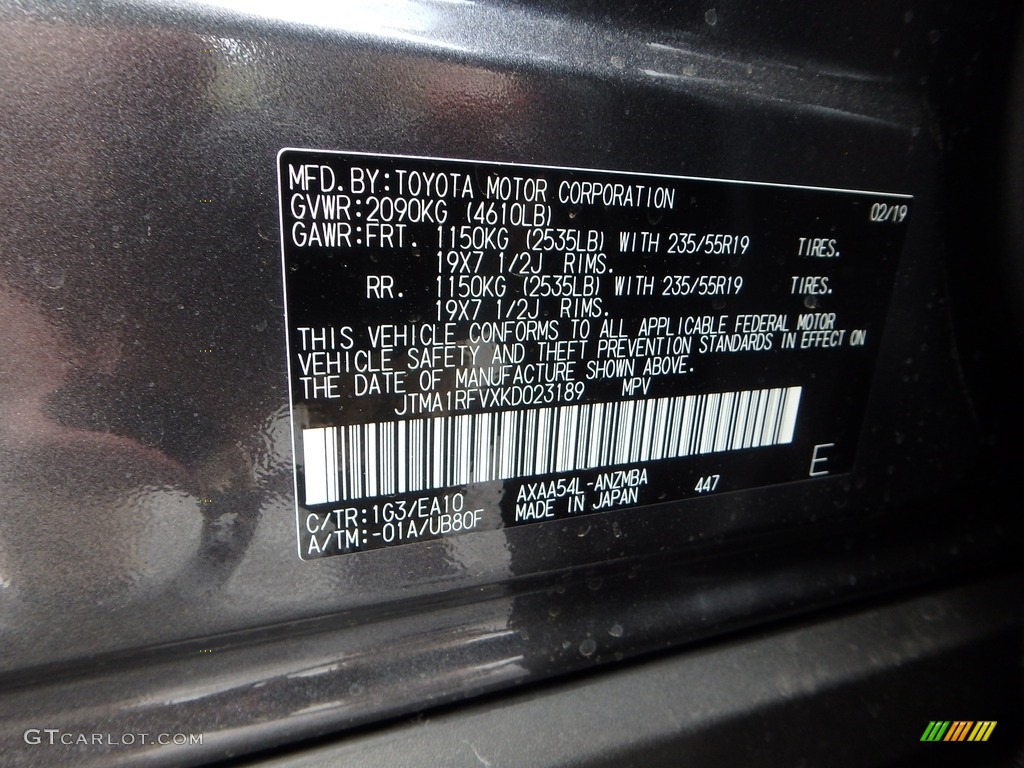 MFD.BY:TOYOTA MOTOR CORPORATION 02/19
GVWR:2090KG (4610LB)
GAWR:FRT. 1150KG (2535LB) WITH 235/55R19 TIRES.
19X7 1/2J RIMS.
RR. 1150KG (2535LB) WITH 235/55R19 TIRES.
19X7 1/2J RIMS.
THIS VEHICLE CONFORMS TO ALL APPLICABLE FEDERAL MOTOR
VEHICLE SAFETY AND THEFT PREVENTION STANDARDS IN EFFECT ON
THE DATE OF MANUFACTURE SHOWN ABOVE.
JTMA1RFVXKD023189 MPV
E
C/TR:1G3/EA10 AXAA54L-ANZMBA 447
A/TM:-01A/UB80F MADE IN JAPAN
GTCARLOT.COM